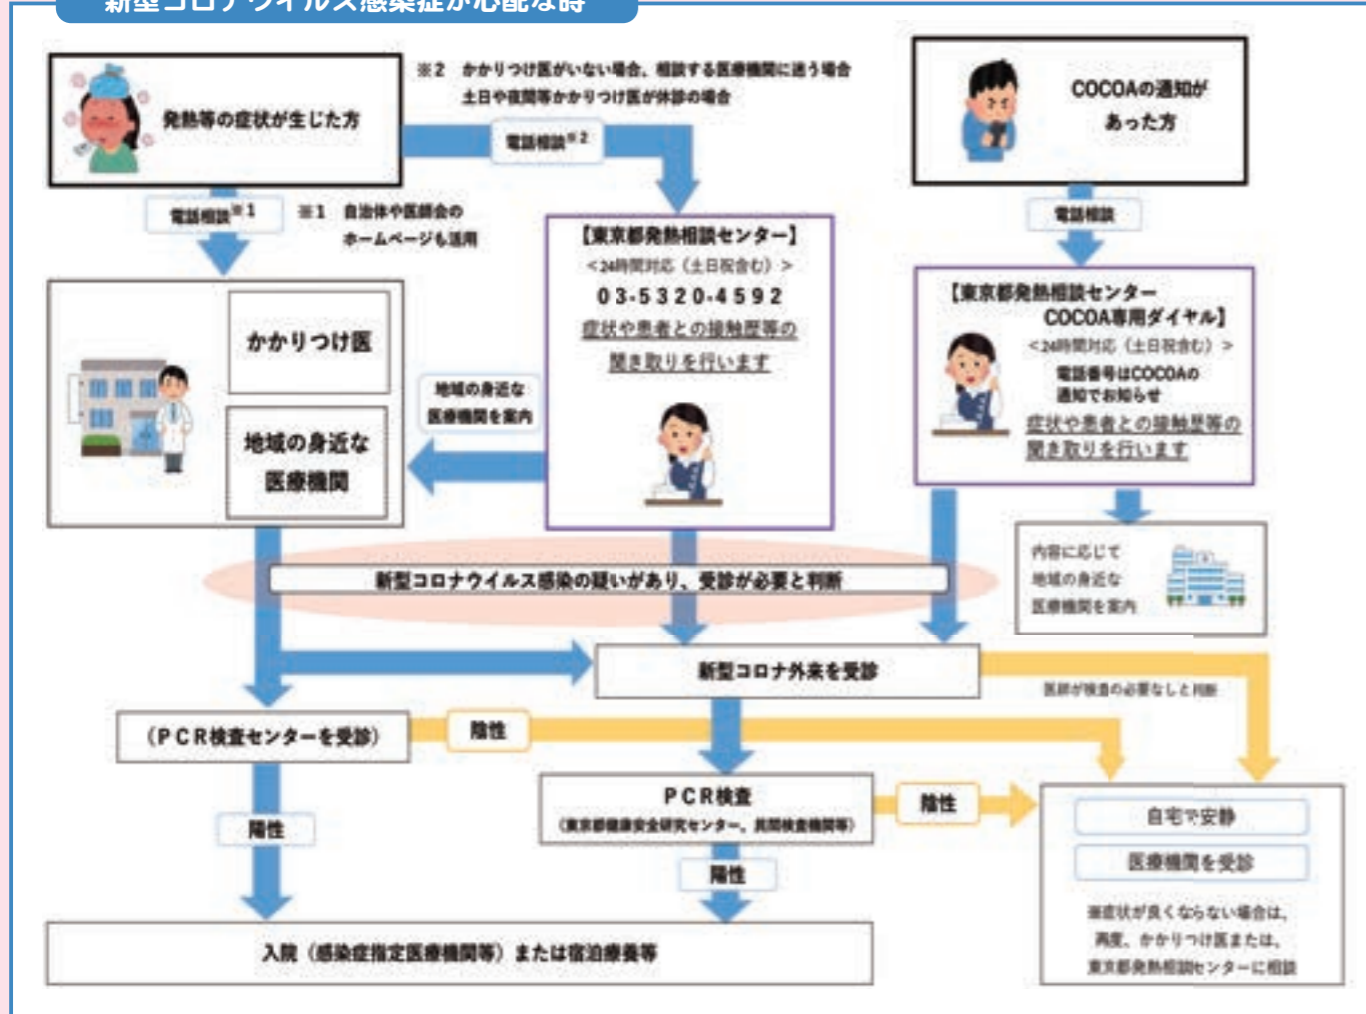 新型コロナウイルス感染症が心配な時
発熱等の症状が生じた方
※2 かかりつけ医がいない場合、相談する医療機関に迷う場合
土日や夜間等かかりつけ医が休診の場合
電話相談※2
COCOAの通知が
あった方
電話相談※1
※1 自治体や医師会の
ホームページも活用
電話相談
【東京都発熱相談センター】
<24時間対応（土日祝含む）>
03-5320-4592
症状や患者との接触歴等の
聞き取りを行います
【東京都発熱相談センター
COCOA専用ダイヤル】
<24時間対応（土日祝含む）>
電話番号はCOCOAの
通知でお知らせ
症状や患者との接触歴等の
聞き取りを行います
かかりつけ医
地域の身近な
医療機関
地域の身近な
医療機関を案内
内容に応じて
地域の身近な
医療機関を案内
新型コロナウイルス感染の疑いがあり、受診が必要と判断
新型コロナ外来を受診
医師が検査の必要なしと判断
（PCR検査センターを受診）
陰性
PCR検査
（東京都健康安全研究センター、民間検査機関等）
陰性
陽性
陽性
自宅で安静
医療機関を受診
※症状が良くならない場合は、
再度、かかりつけ医または、
東京都発熱相談センターに相談
入院（感染症指定医療機関等）または宿泊療養等